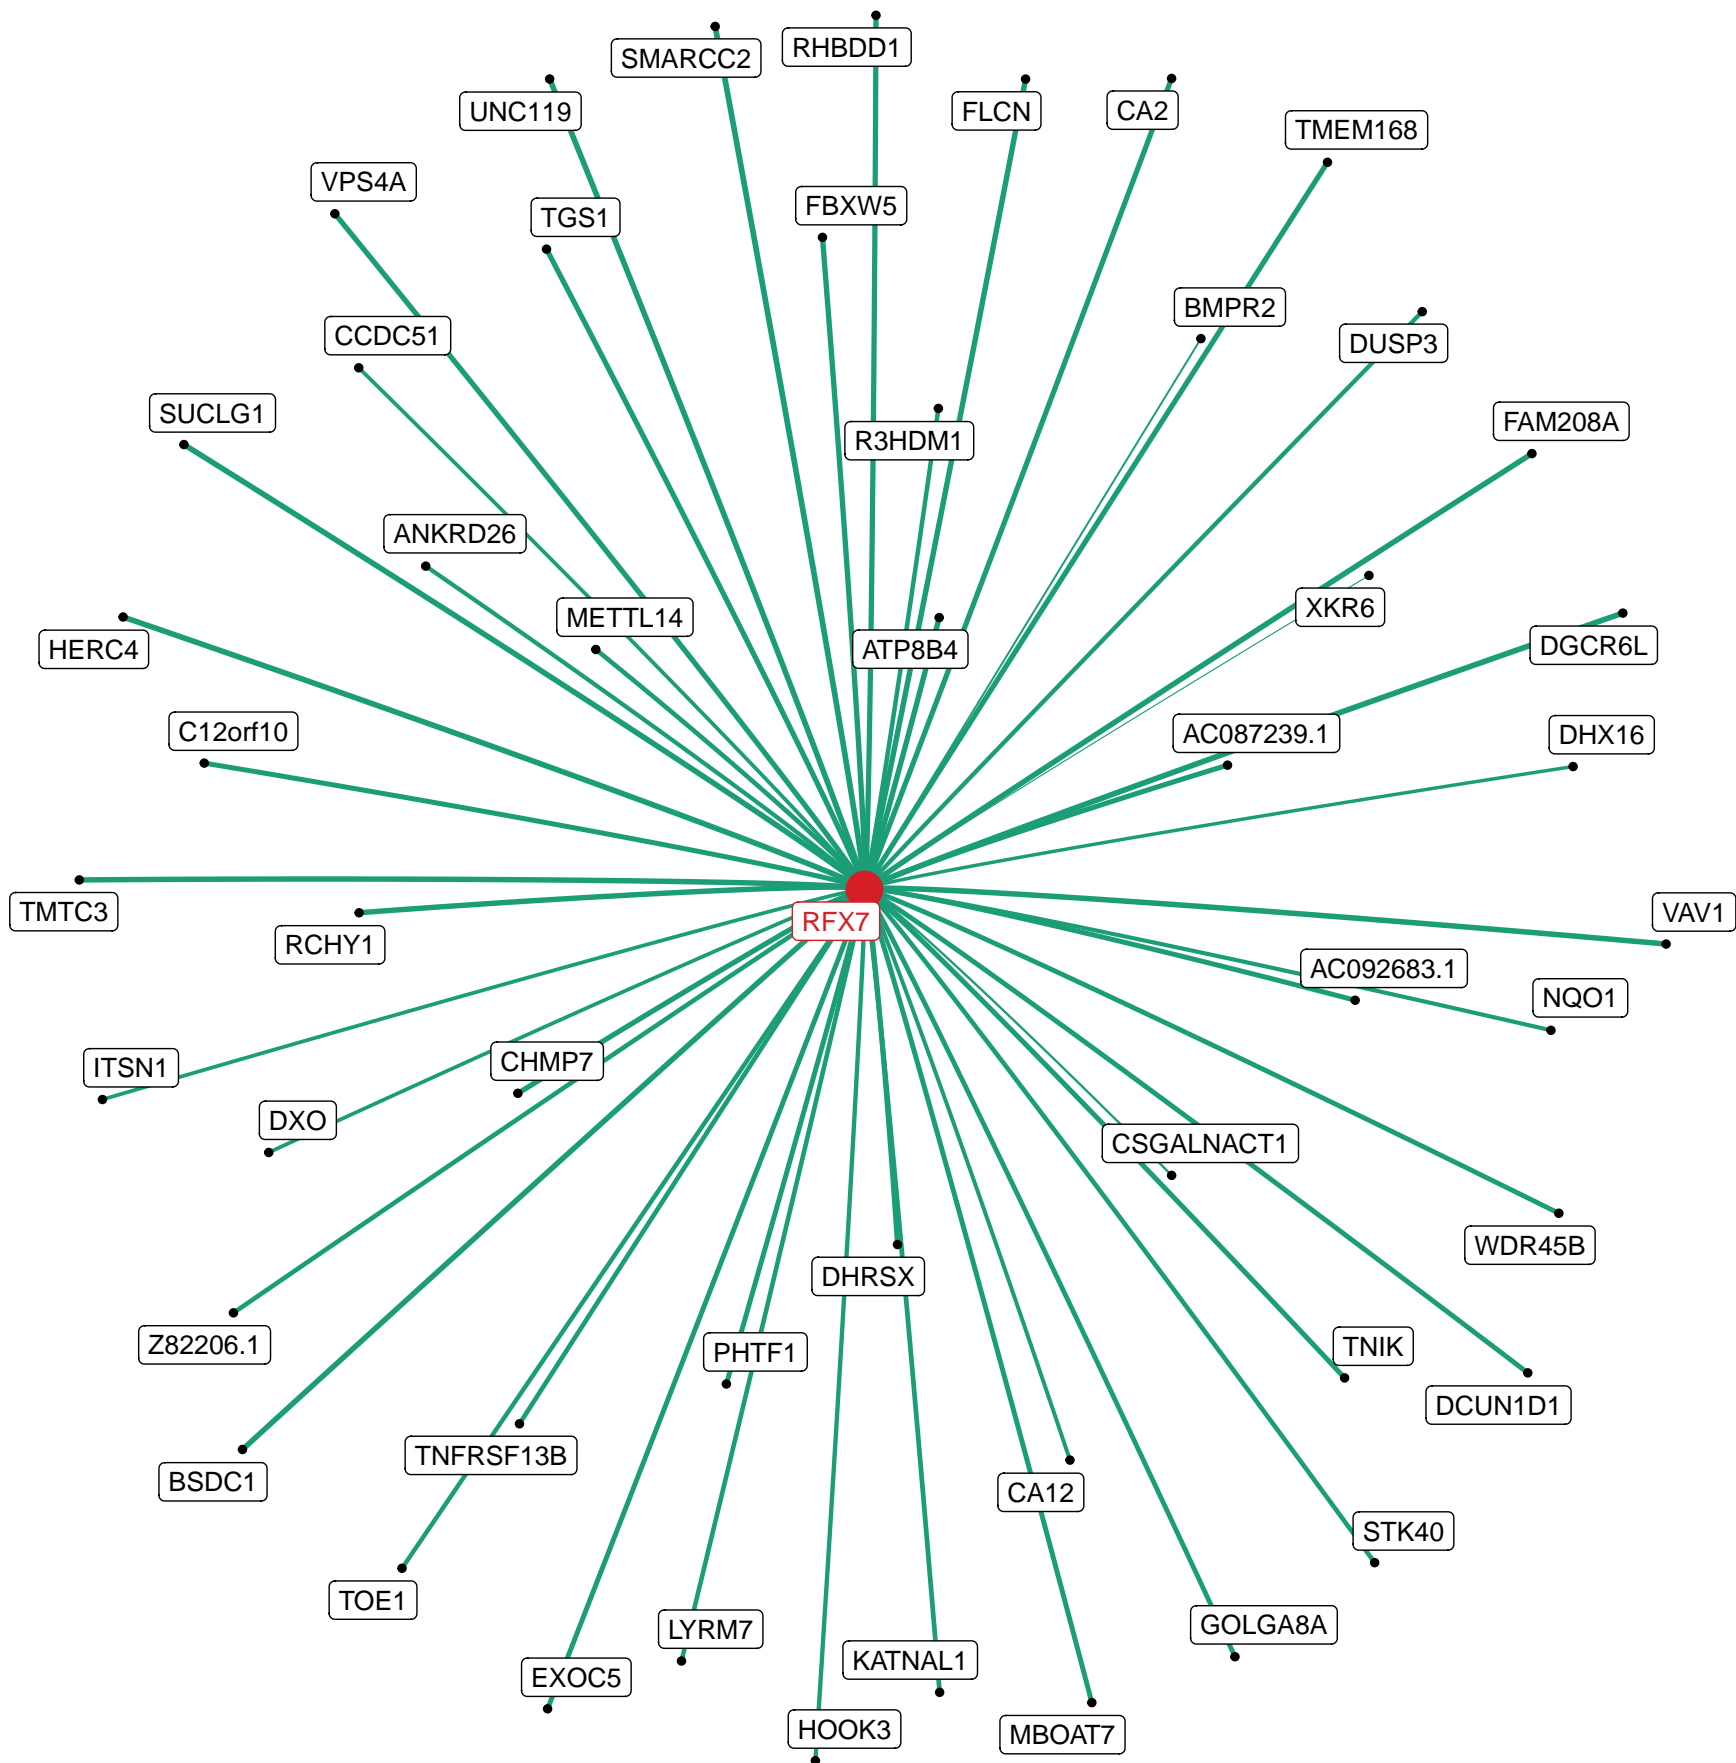 RHBDD1
SMARCC2
UNC119
FLCN
CA2
TMEM168
VPS4A
TGS1
FBXW5
BMPR2
CCDC51
DUSP3
SUCLG1
R3HDM1
FAM208A
ANKRD26
METTL14
XKR6
HERC4
ATP8B4
DGCR6L
C12orf10
AC087239.1
DHX16
TMTC3
RCHY1
RFX7
VAV1
AC092683.1
NQO1
ITSN1
CHMP7
DXO
CSGALNACT1
WDR45B
DHRSX
Z82206.1
PHTF1
TNIK
DCUN1D1
TNFRSF13B
BSDC1
CA12
STK40
TOE1
LYRM7
GOLGA8A
KATNAL1
EXOC5
HOOK3
MBOAT7